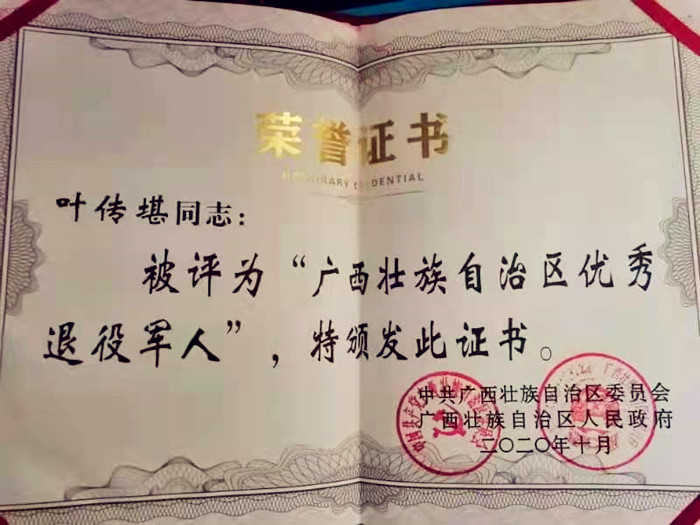 荣誉证书
HONORARY CREDENTIAL
叶传堪同志：
被评为“广西壮族自治区优秀
退役军人”，特颁发此证书。
中共广西壮族自治区委员会
广西壮族自治区人民政府
二〇二〇年十月